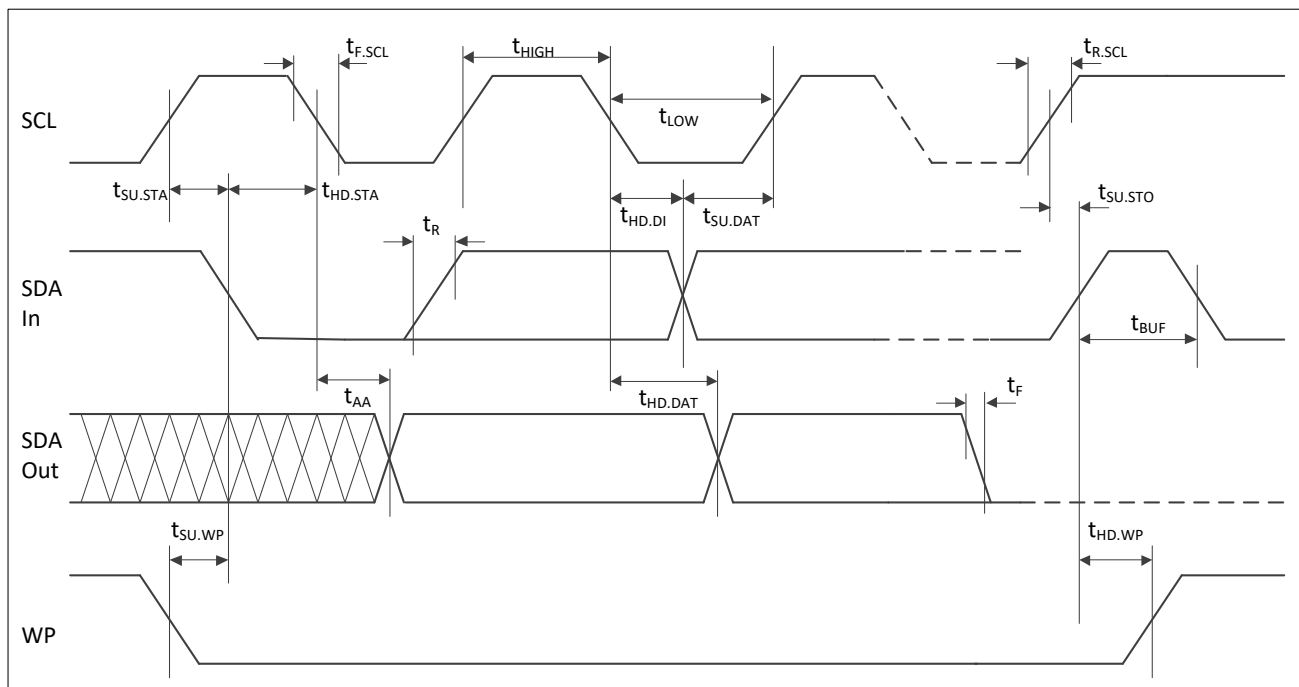 tF.SCL
tHIGH
tR.SCL
SCL
tLOW
tSU.STA
tHD.STA
tHD.DI
tSU.DAT
tSU.STO
tR
SDA
In
tBUF
tAA
tHD.DAT
tF
SDA
Out
tSU.WP
tHD.WP
WP